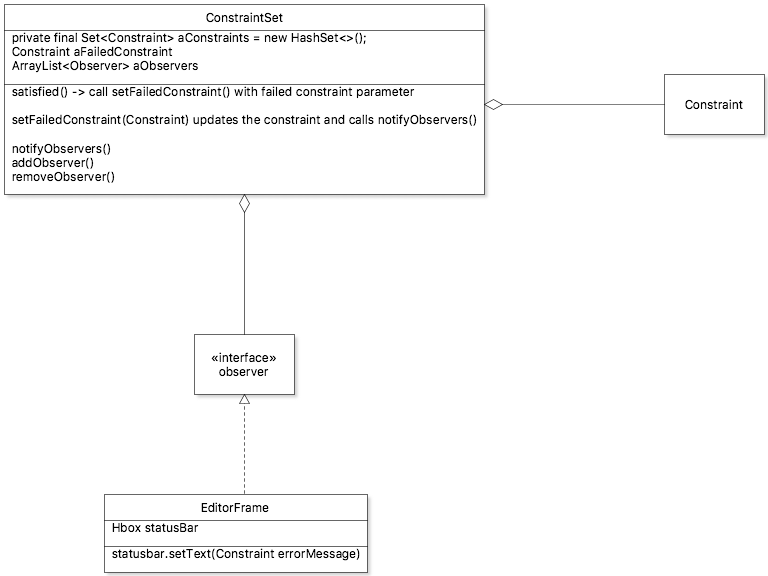 ConstraintSet
private final Set<Constraint> aConstraints = new HashSet<>();
Constraint aFailedConstraint
ArrayList<Observer> aObservers
satisfied() -> call setFailedConstraint() with failed constraint parameter
setFailedConstraint(Constraint) updates the constraint and calls notifyObservers()
notifyObservers()
addObserver()
removeObserver()
Constraint
«interface»
observer
EditorFrame
Hbox statusBar
statusbar.setText(Constraint errorMessage)